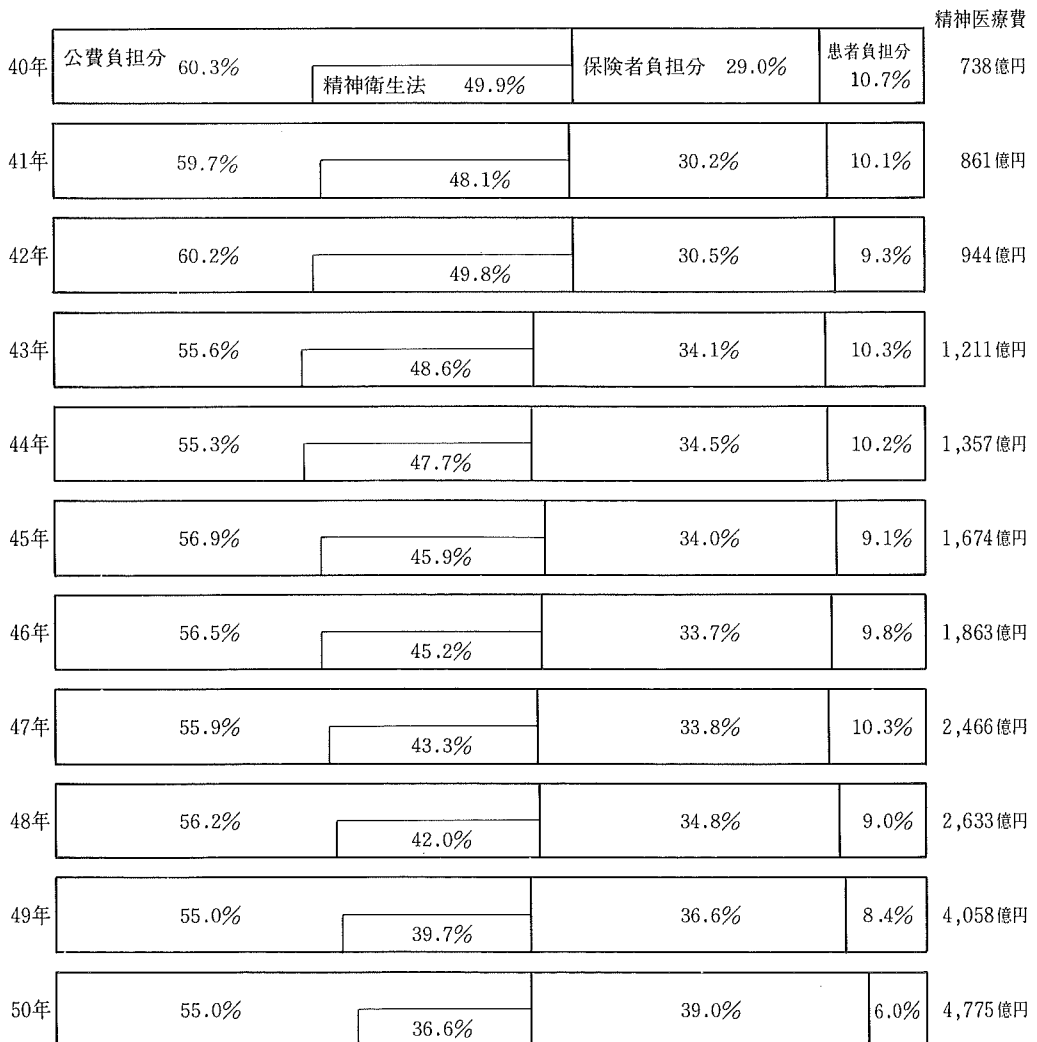 精神医療費
40年 公費負担分 60.3% 精神衛生法 49.9% 保険者負担分 29.0% 患者負担分 10.7% 738億円
41年 59.7% 48.1% 30.2% 10.1% 861億円
42年 60.2% 49.8% 30.5% 9.3% 944億円
43年 55.6% 48.6% 34.1% 10.3% 1,211億円
44年 55.3% 47.7% 34.5% 10.2% 1,357億円
45年 56.9% 45.9% 34.0% 9.1% 1,674億円
46年 56.5% 45.2% 33.7% 9.8% 1,863億円
47年 55.9% 43.3% 33.8% 10.3% 2,466億円
48年 56.2% 42.0% 34.8% 9.0% 2,633億円
49年 55.0% 39.7% 36.6% 8.4% 4,058億円
50年 55.0% 36.6% 39.0% 6.0% 4,775億円